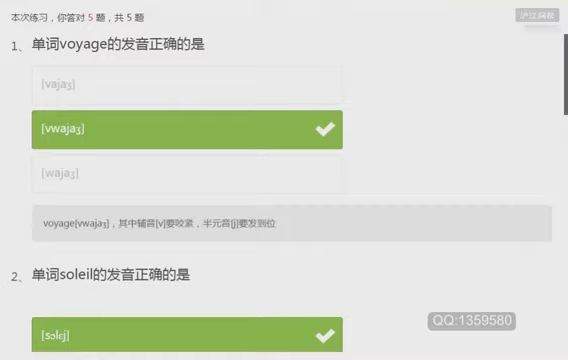 本次练习，你答对 5 题，共 5 题
沪江网校
1、 单词voyage的发音正确的是
[vajaʒ]
[vwajaʒ]
[wajaʒ]
voyage[vwajaʒ]，其中辅音[v]要咬紧，半元音[j]要发到位
2、 单词soleil的发音正确的是
QQ:1359580
[sɔlɛj]